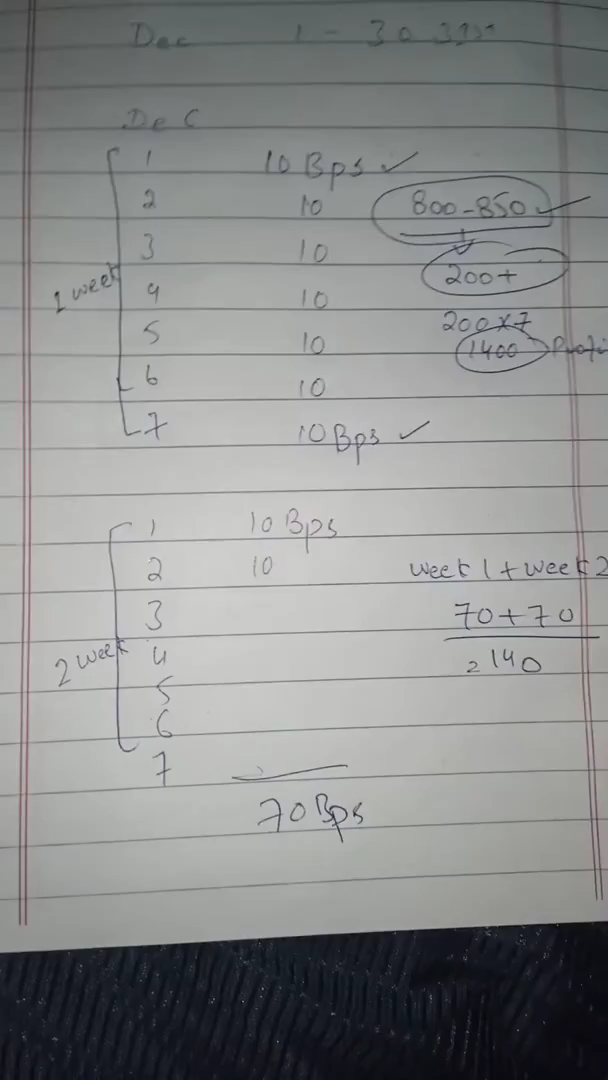 Dec 1 - 30
Dec
1 week
1 10 Bps ✓
2 10 800-850 ✓
3 10 200+
4 10 200x7
5 10 1400
6 10
7 10 Bps ✓
2 week
1 10 Bps
2 10 week 1 + week 2
3 70+70
4 140
5
6
7
70 Bps